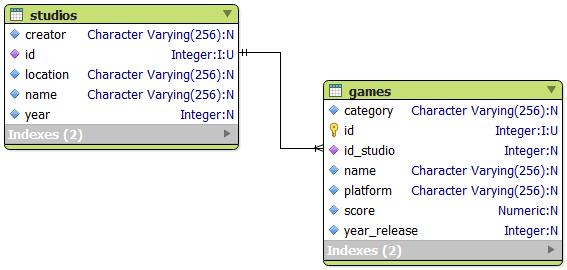 studios
creator Character Varying(256):N
id Integer:I:U
location Character Varying(256):N
name Character Varying(256):N
year Integer:N
Indexes (2)
games
category Character Varying(256):N
id Integer:I:U
id_studio Integer:N
name Character Varying(256):N
platform Character Varying(256):N
score Numeric:N
year_release Integer:N
Indexes (2)